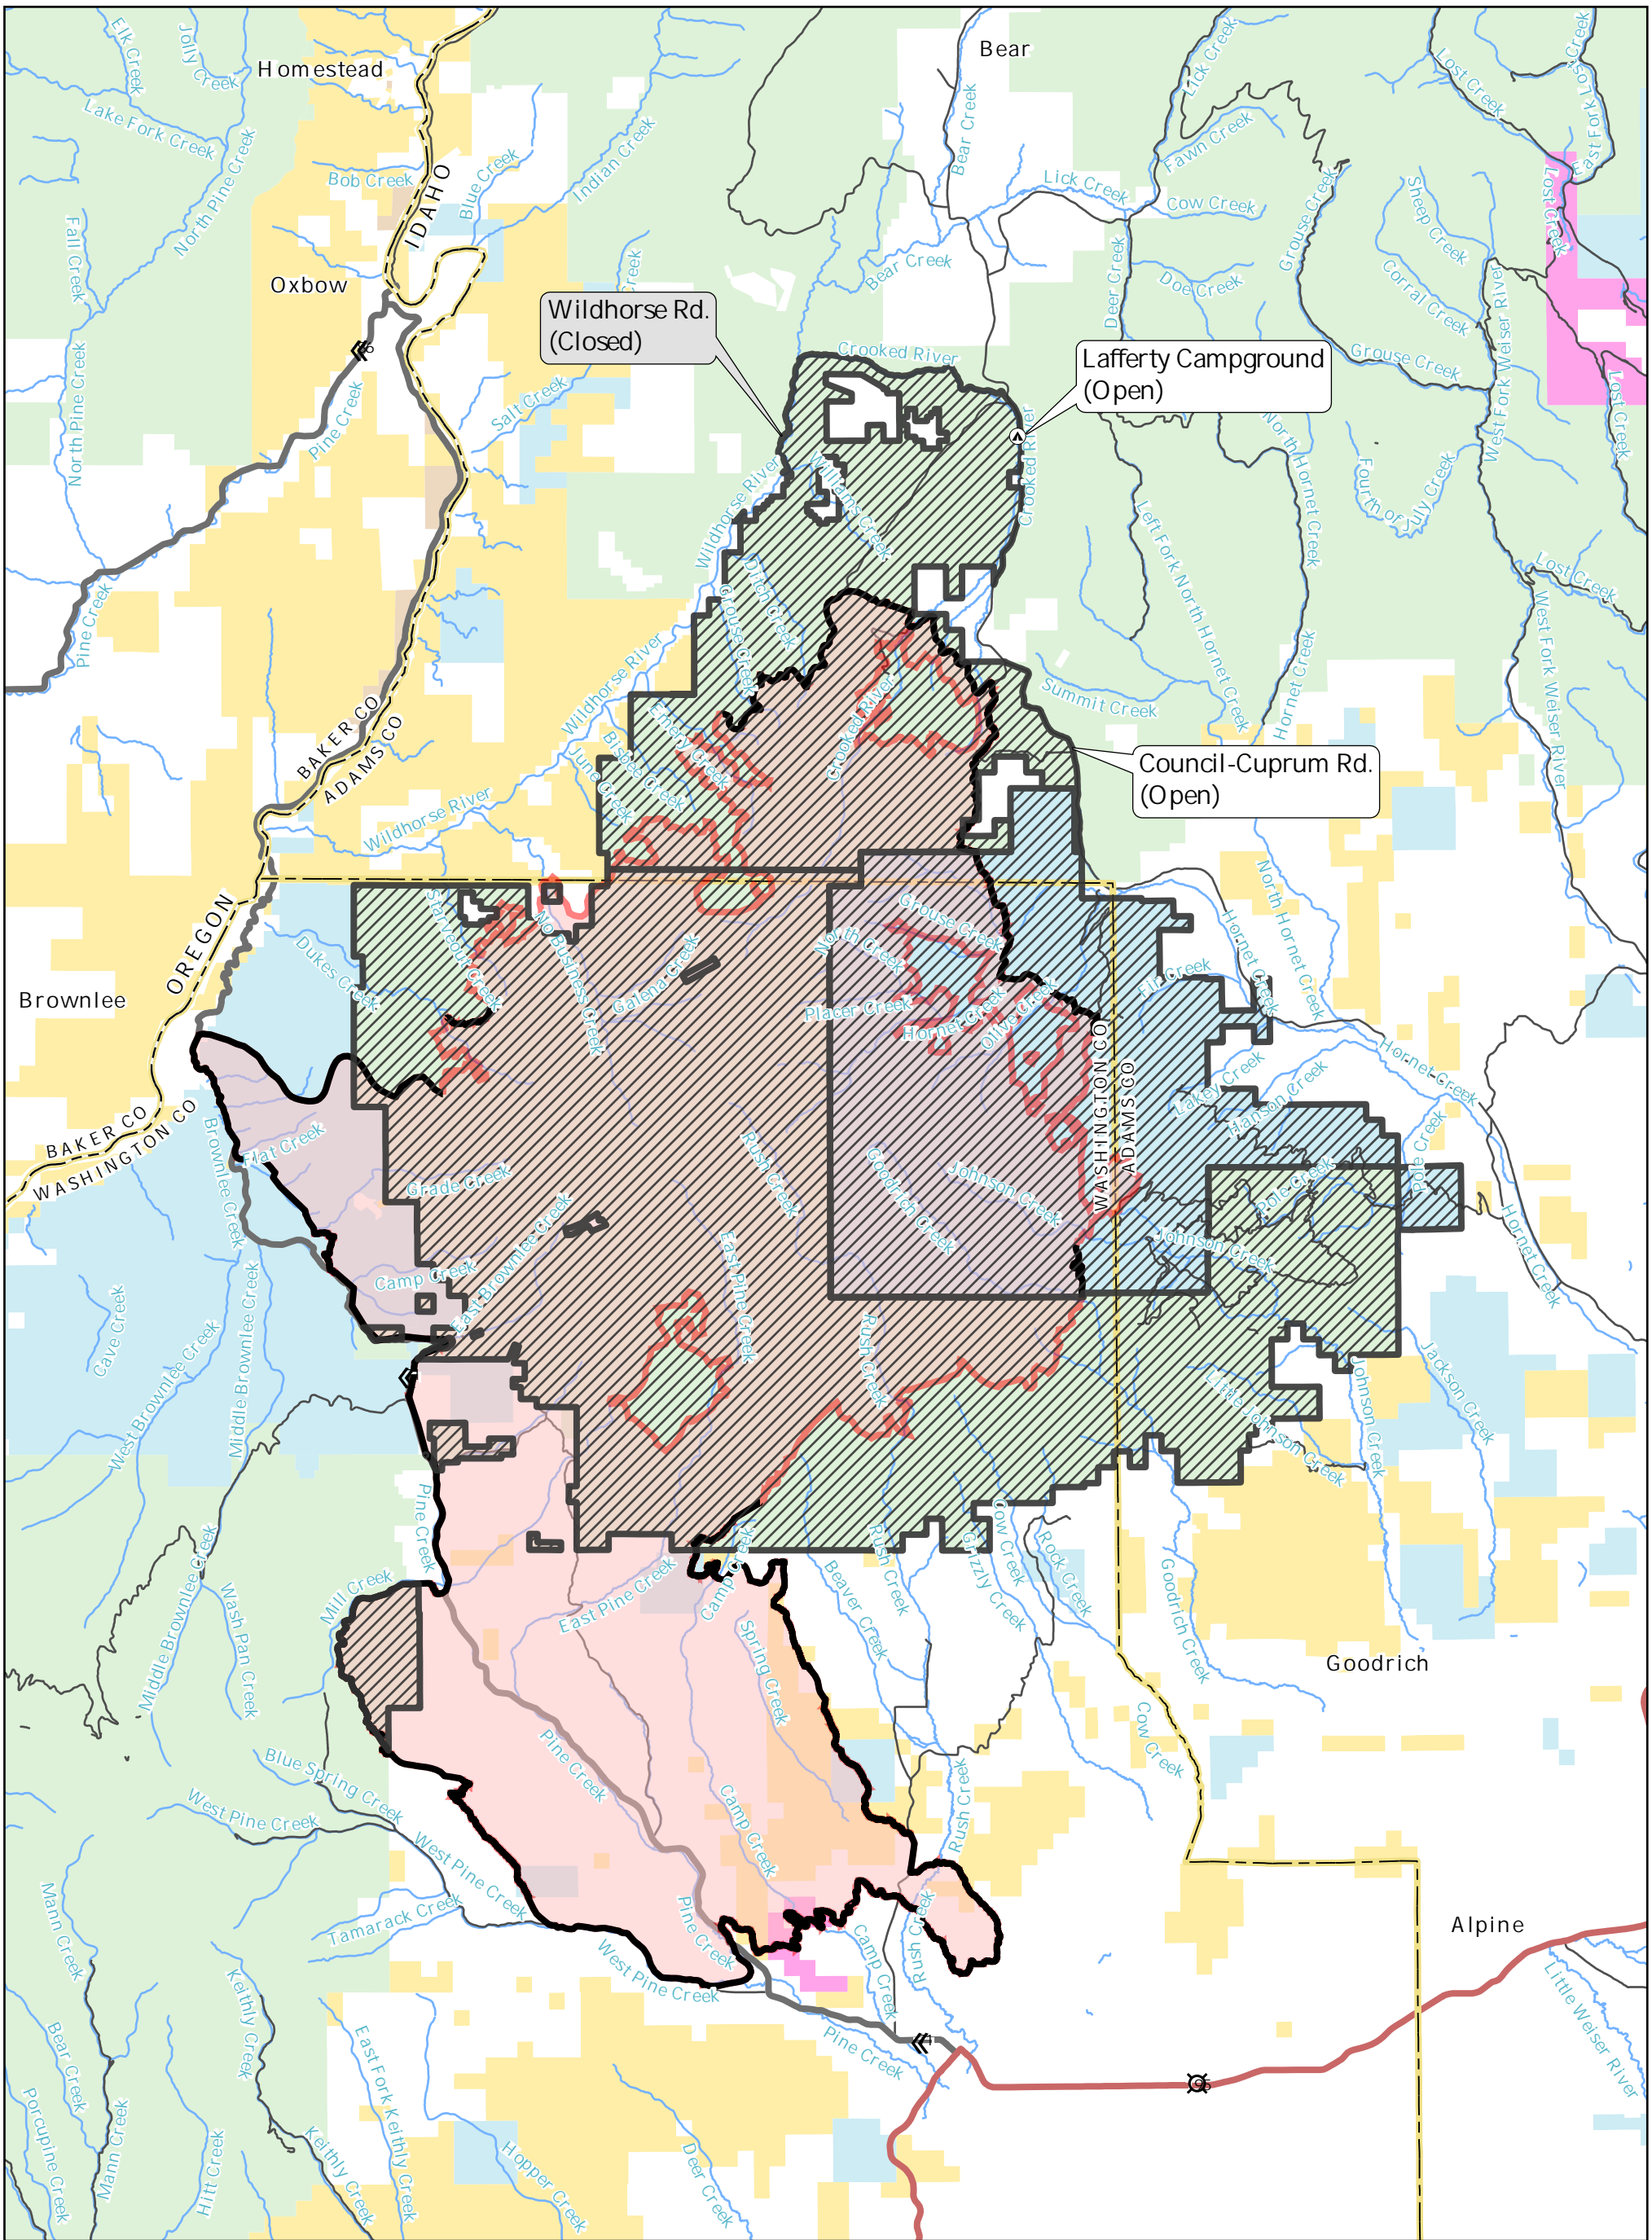 Bear
Homestead
Elk Creek
Jolly Creek
Lick Creek
Lost Creek
East Fork Lost Creek
Lake Fork Creek
North Pine Creek
Bob Creek
IDAHO
Blue Creek
Indian Creek
Bear Creek
Fawn Creek
Lick Creek
Cow Creek
Grouse Creek
Sheep Creek
Lost Creek
Fall Creek
Oxbow
Creek
Bear Creek
Deer Creek
Doe Creek
Corral Creek
West Fork Weiser River
Wildhorse Rd.
(Closed)
Crooked River
Lafferty Campground
(Open)
Grouse Creek
Lost Creek
North Pine Creek
Pine Creek
Salt Creek
Wildhorse River
Williams Creek
Crooked River
North Hornet Creek
Fourth of July Creek
Left Fork North Hornet Creek
Ditch Creek
Grouse Creek
Lost Creek
Pine Creek
West Fork Weiser River
Wildhorse River
Summit Creek
Hornet Creek
BAKER CO
ADAMS CO
Emery Creek
Bisbee Creek
June Creek
Crooked River
Council-Cuprum Rd.
(Open)
Wildhorse River
OREGON
Starveout Creek
No Business Creek
Dukes Creek
Galena Creek
Grouse Creek
North Creek
Placer Creek
Hornet Creek
Olive Creek
Fir Creek
Hornet Creek
North Hornet Creek
Brownlee
WASHINGTON CO
ADAMS CO
Lakey Creek
Hanson Creek
Hornet Creek
Pole Creek
BAKER CO
WASHINGTON CO
Brownlee Creek
Flat Creek
Grade Creek
Rush Creek
Goodrich Creek
Johnson Creek
Pole Creek
Johnson Creek
Hornet Creek
Camp Creek
East Brownlee Creek
East Pine Creek
Cave Creek
West Brownlee Creek
Middle Brownlee Creek
Rush Creek
Little Johnson Creek
Johnson Creek
Jackson Creek
Pine Creek
Mill Creek
Middle Brownlee Creek
Wash Pan Creek
East Pine Creek
Camp Creek
Spring Creek
Beaver Creek
Rush Creek
Grizzly Creek
Cow Creek
Rock Creek
Goodrich Creek
Goodrich
Cow Creek
Blue Spring Creek
West Pine Creek
West Pine Creek
Pine Creek
Camp Creek
Rush Creek
Mann Creek
Tamarack Creek
Pine Creek
West Pine Creek
Camp Creek
Rush Creek
Alpine
Keithly Creek
Little Weiser River
Bear Creek
East Fork Keithly Creek
Pine Creek
95
Porcupine Creek
Mann Creek
Hitt Creek
Keithly Creek
Hopper Creek
Deer Creek